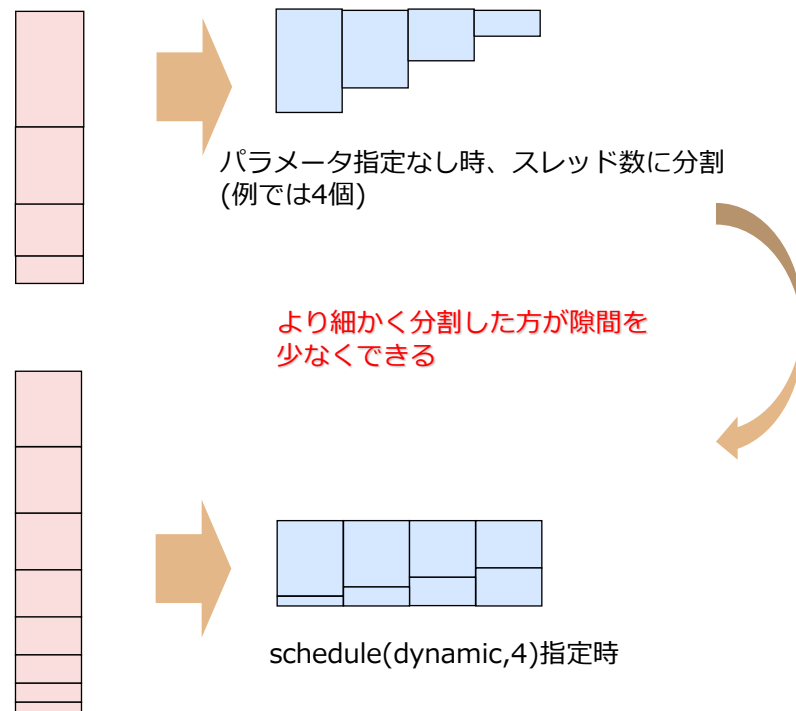 パラメータ指定なし時、スレッド数に分割
(例では4個)
より細かく分割した方が隙間を
少なくできる
schedule(dynamic,4)指定時